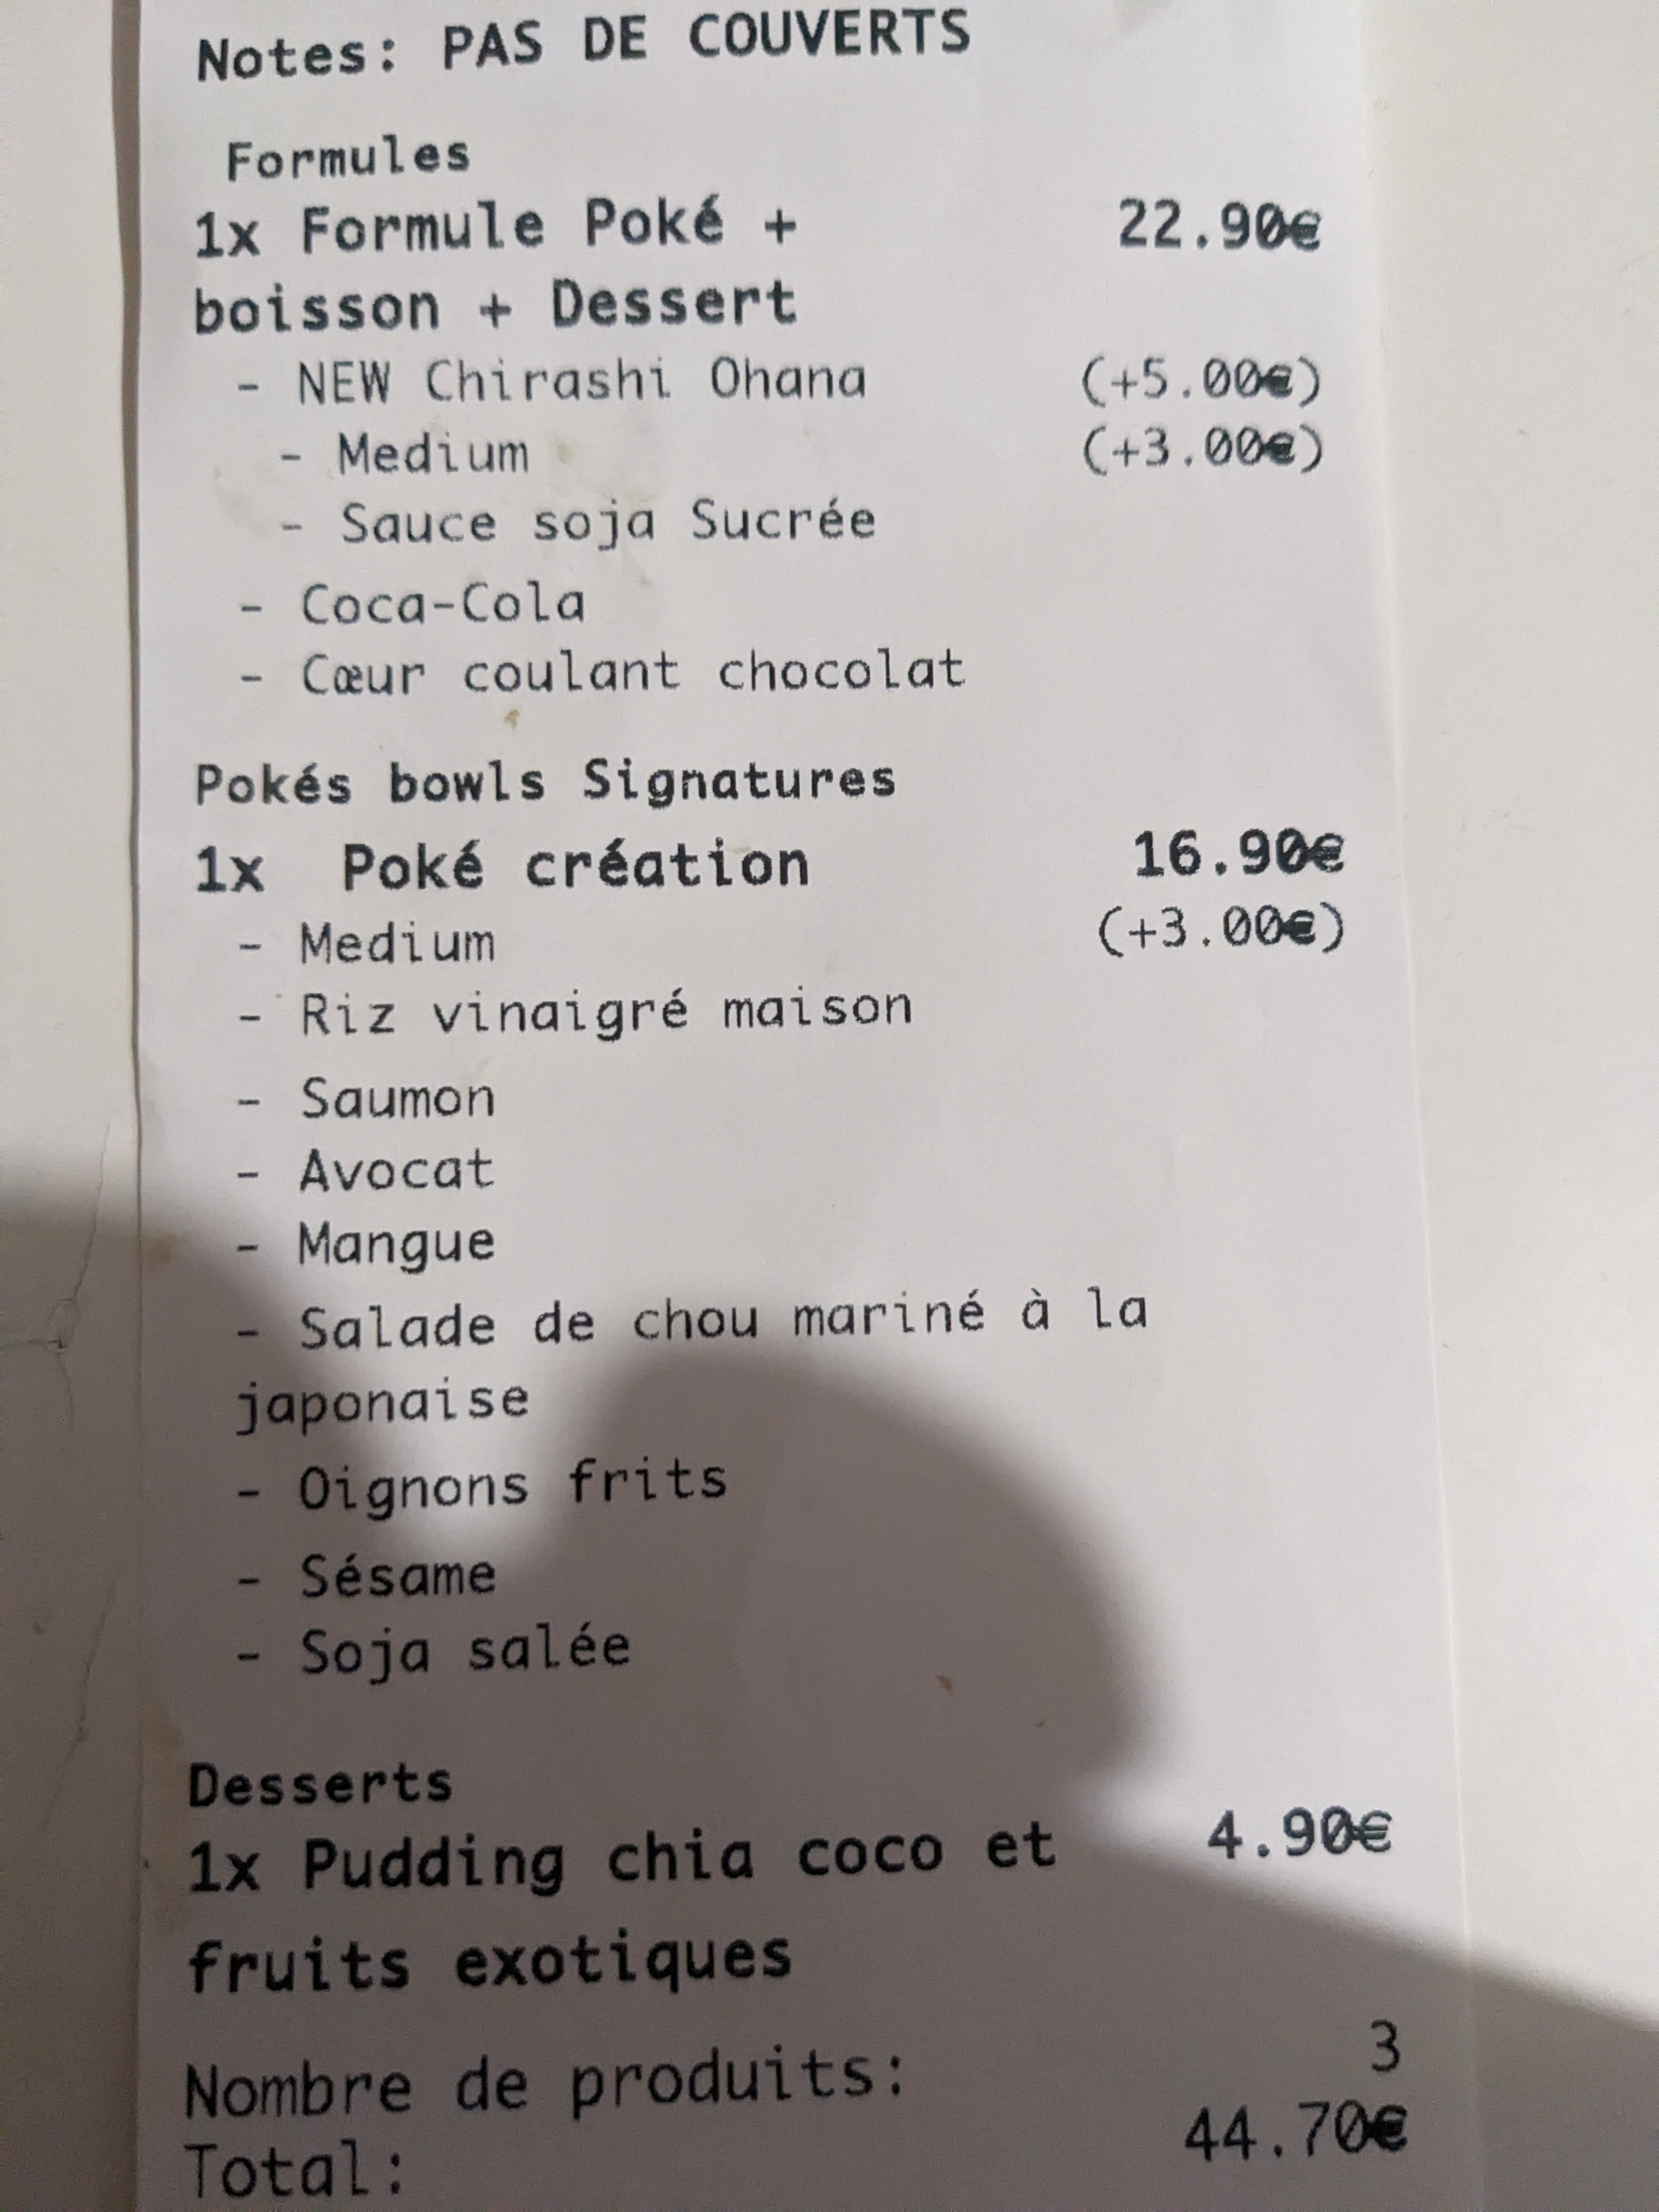 Notes: PAS DE COUVERTS
Formules
1x Formule Poké + 22.90€
boisson + Dessert
- NEW Chirashi Ohana (+5.00€)
- Medium (+3.00€)
- Sauce soja Sucrée
- Coca-Cola
- Cœur coulant chocolat
Pokés bowls Signatures
1x Poké création 16.90€
- Medium (+3.00€)
- Riz vinaigré maison
- Saumon
- Avocat
- Mangue
- Salade de chou mariné à la
japonaise
- Oignons frits
- Sésame
- Soja salée
Desserts
1x Pudding chia coco et 4.90€
fruits exotiques
Nombre de produits: 3
Total: 44.70€